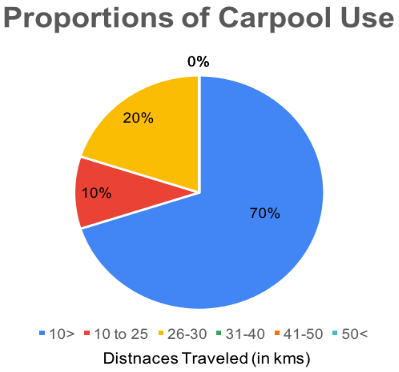 Proportions of Carpool Use
0%
20%
10%
70%
10> 10 to 25 26-30 31-40 41-50 50<
Distnaces Traveled (in kms)